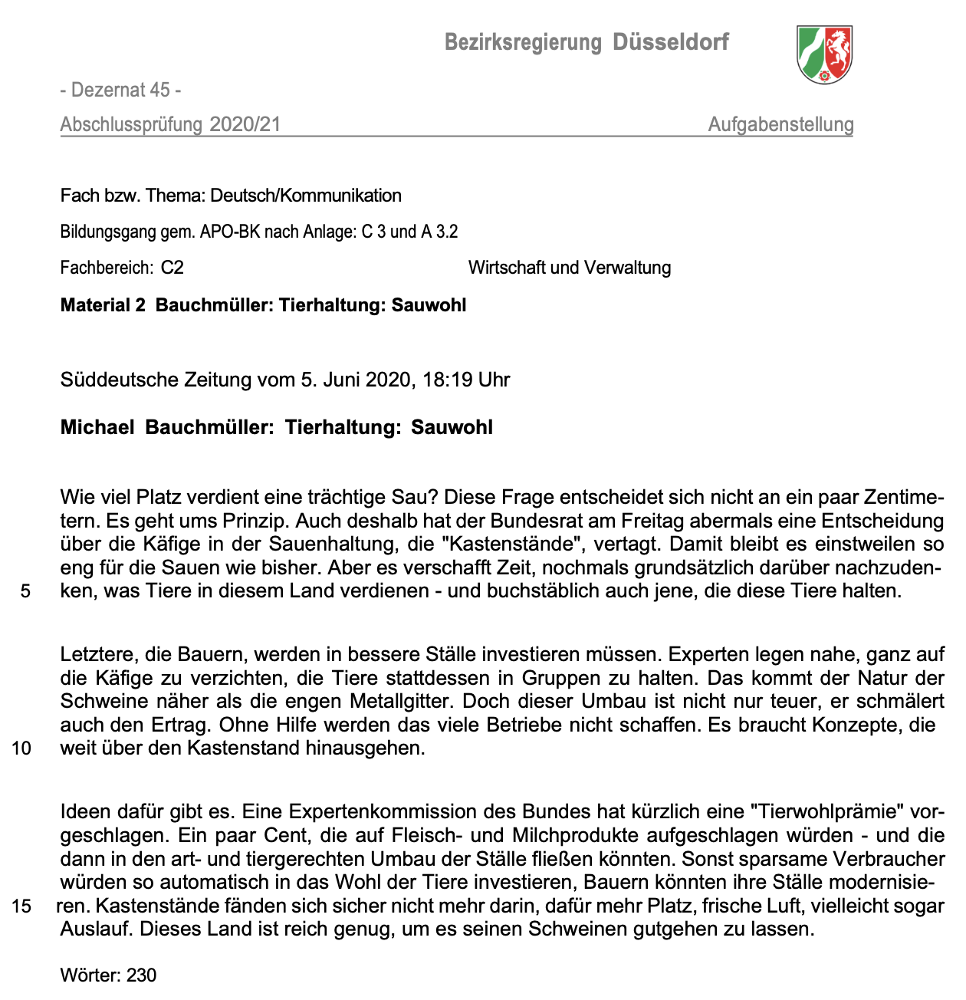 Bezirksregierung Düsseldorf
- Dezernat 45 -
Abschlussprüfung 2020/21 Aufgabenstellung
Fach bzw. Thema: Deutsch/Kommunikation
Bildungsgang gem. APO-BK nach Anlage: C 3 und A 3.2
Fachbereich: C2 Wirtschaft und Verwaltung
Material 2 Bauchmüller: Tierhaltung: Sauwohl
Süddeutsche Zeitung vom 5. Juni 2020, 18:19 Uhr
Michael Bauchmüller: Tierhaltung: Sauwohl
Wie viel Platz verdient eine trächtige Sau? Diese Frage entscheidet sich nicht an ein paar Zentime-
tern. Es geht ums Prinzip. Auch deshalb hat der Bundesrat am Freitag abermals eine Entscheidung
über die Käfige in der Sauenhaltung, die "Kastenstände", vertagt. Damit bleibt es einstweilen so
eng für die Sauen wie bisher. Aber es verschafft Zeit, nochmals grundsätzlich darüber nachzuden-
5 ken, was Tiere in diesem Land verdienen - und buchstäblich auch jene, die diese Tiere halten.
Letztere, die Bauern, werden in bessere Ställe investieren müssen. Experten legen nahe, ganz auf
die Käfige zu verzichten, die Tiere stattdessen in Gruppen zu halten. Das kommt der Natur der
Schweine näher als die engen Metallgitter. Doch dieser Umbau ist nicht nur teuer, er schmälert
auch den Ertrag. Ohne Hilfe werden das viele Betriebe nicht schaffen. Es braucht Konzepte, die
10 weit über den Kastenstand hinausgehen.
Ideen dafür gibt es. Eine Expertenkommission des Bundes hat kürzlich eine "Tierwohlprämie" vor-
geschlagen. Ein paar Cent, die auf Fleisch- und Milchprodukte aufgeschlagen würden - und die
dann in den art- und tiergerechten Umbau der Ställe fließen könnten. Sonst sparsame Verbraucher
würden so automatisch in das Wohl der Tiere investieren, Bauern könnten ihre Ställe modernisie-
15 ren. Kastenstände fänden sich sicher nicht mehr darin, dafür mehr Platz, frische Luft, vielleicht sogar
Auslauf. Dieses Land ist reich genug, um es seinen Schweinen gutgehen zu lassen.
Wörter: 230